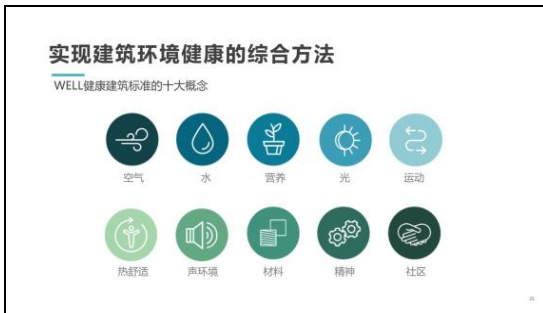 实现建筑环境健康的综合方法
WELL健康建筑标准的十大概念
空气 水 营养 光 运动
热舒适 声环境 材料 精神 社区